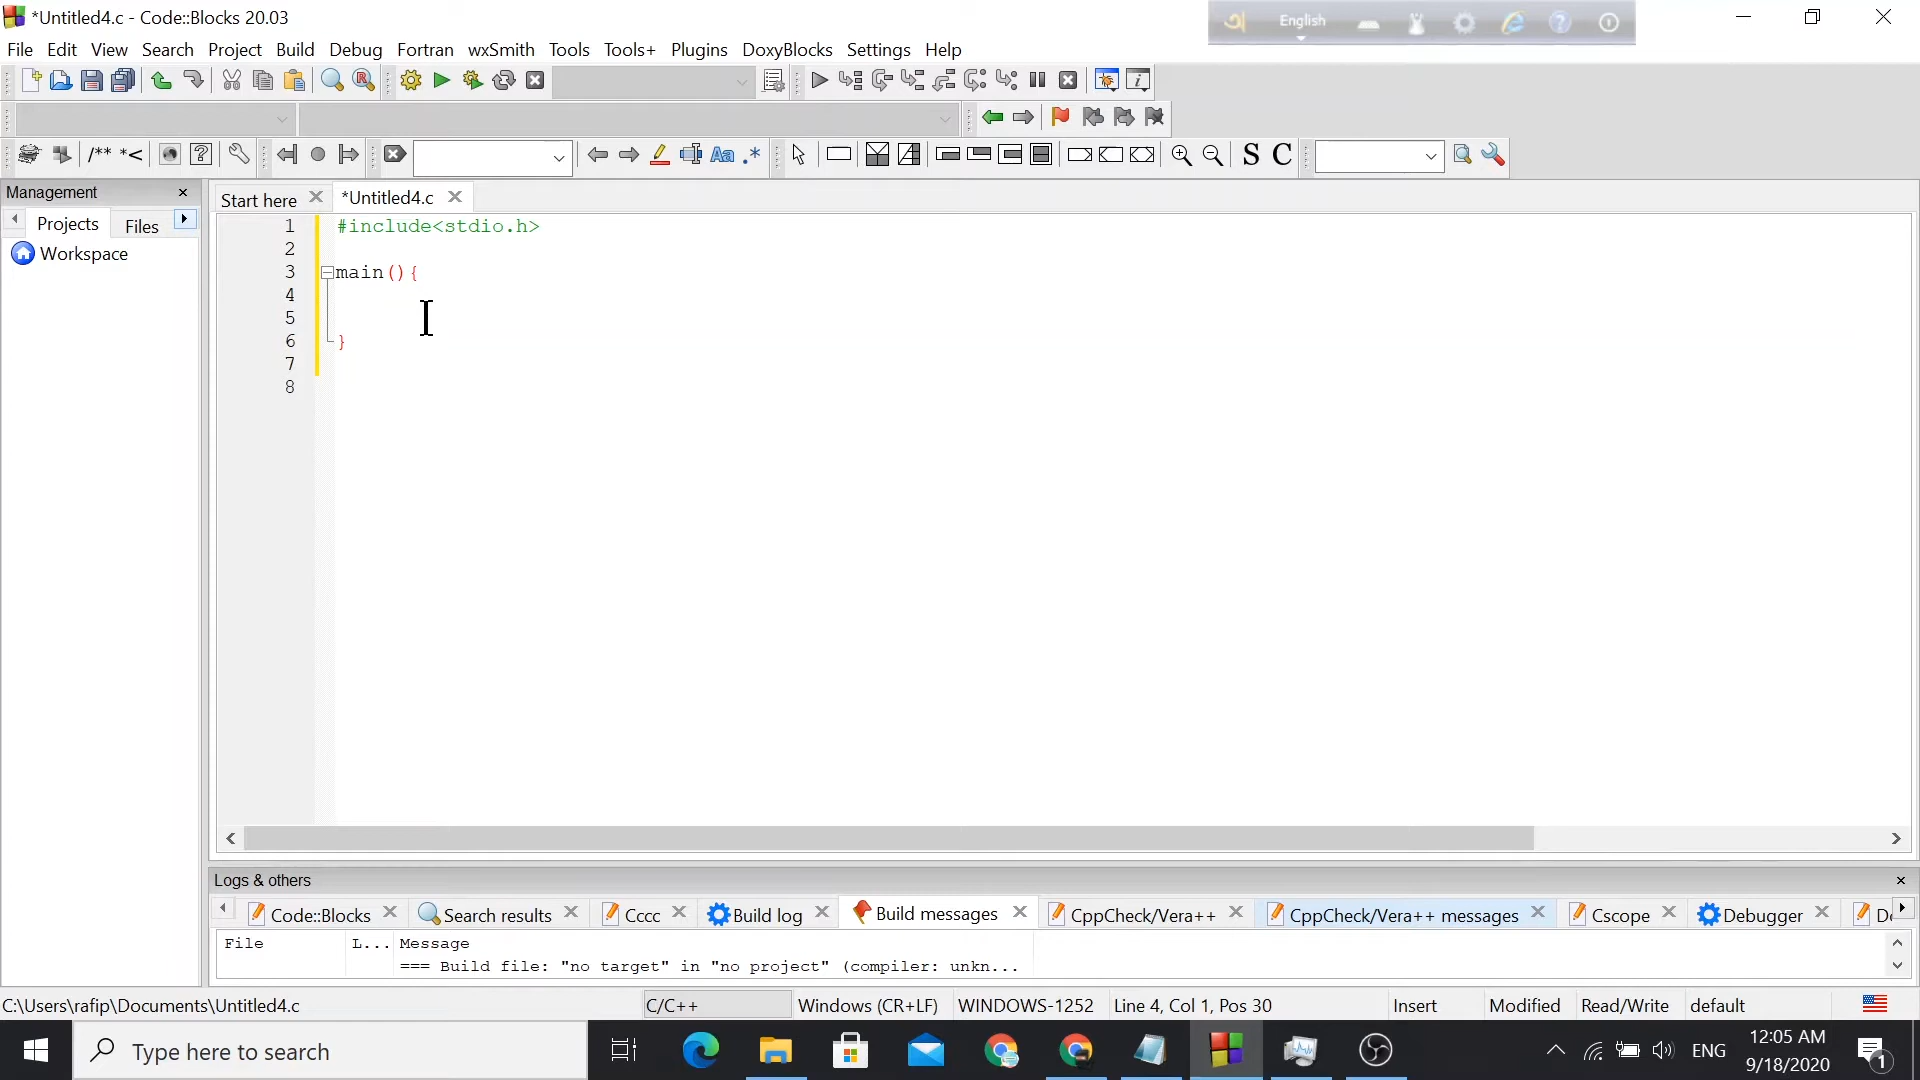 *Untitled4.c - Code::Blocks 20.03
English
File Edit View Search Project Build Debug Fortran wxSmith Tools Tools+ Plugins DoxyBlocks Settings Help
/** *< Aa .* S C
Management
Start here *Untitled4.c
Projects Files
Workspace
1 #include<stdio.h>
2
3 main(){
4
5
6 }
7
8
Logs & others
Code::Blocks Search results Cccc Build log Build messages CppCheck/Vera++ CppCheck/Vera++ messages Cscope Debugger
File L... Message
=== Build file: "no target" in "no project" (compiler: unkn...
C:\Users\rafip\Documents\Untitled4.c C/C++ Windows (CR+LF) WINDOWS-1252 Line 4, Col 1, Pos 30 Insert Modified Read/Write default
Type here to search ENG 12:05 AM
9/18/2020 1